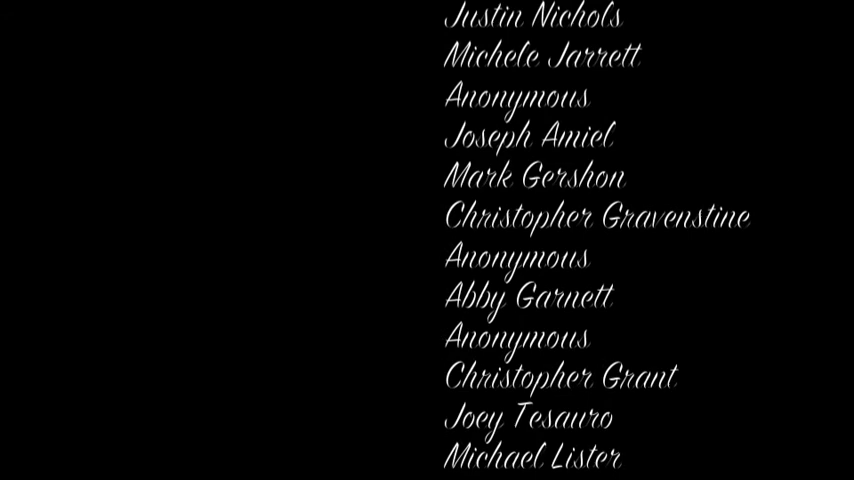 Justin Nichols
Michele Jarrett
Anonymous
Joseph Amiel
Mark Gershon
Christopher Gravenstine
Anonymous
Abby Garnett
Anonymous
Christopher Grant
Joey Tesauro
Michael Lister